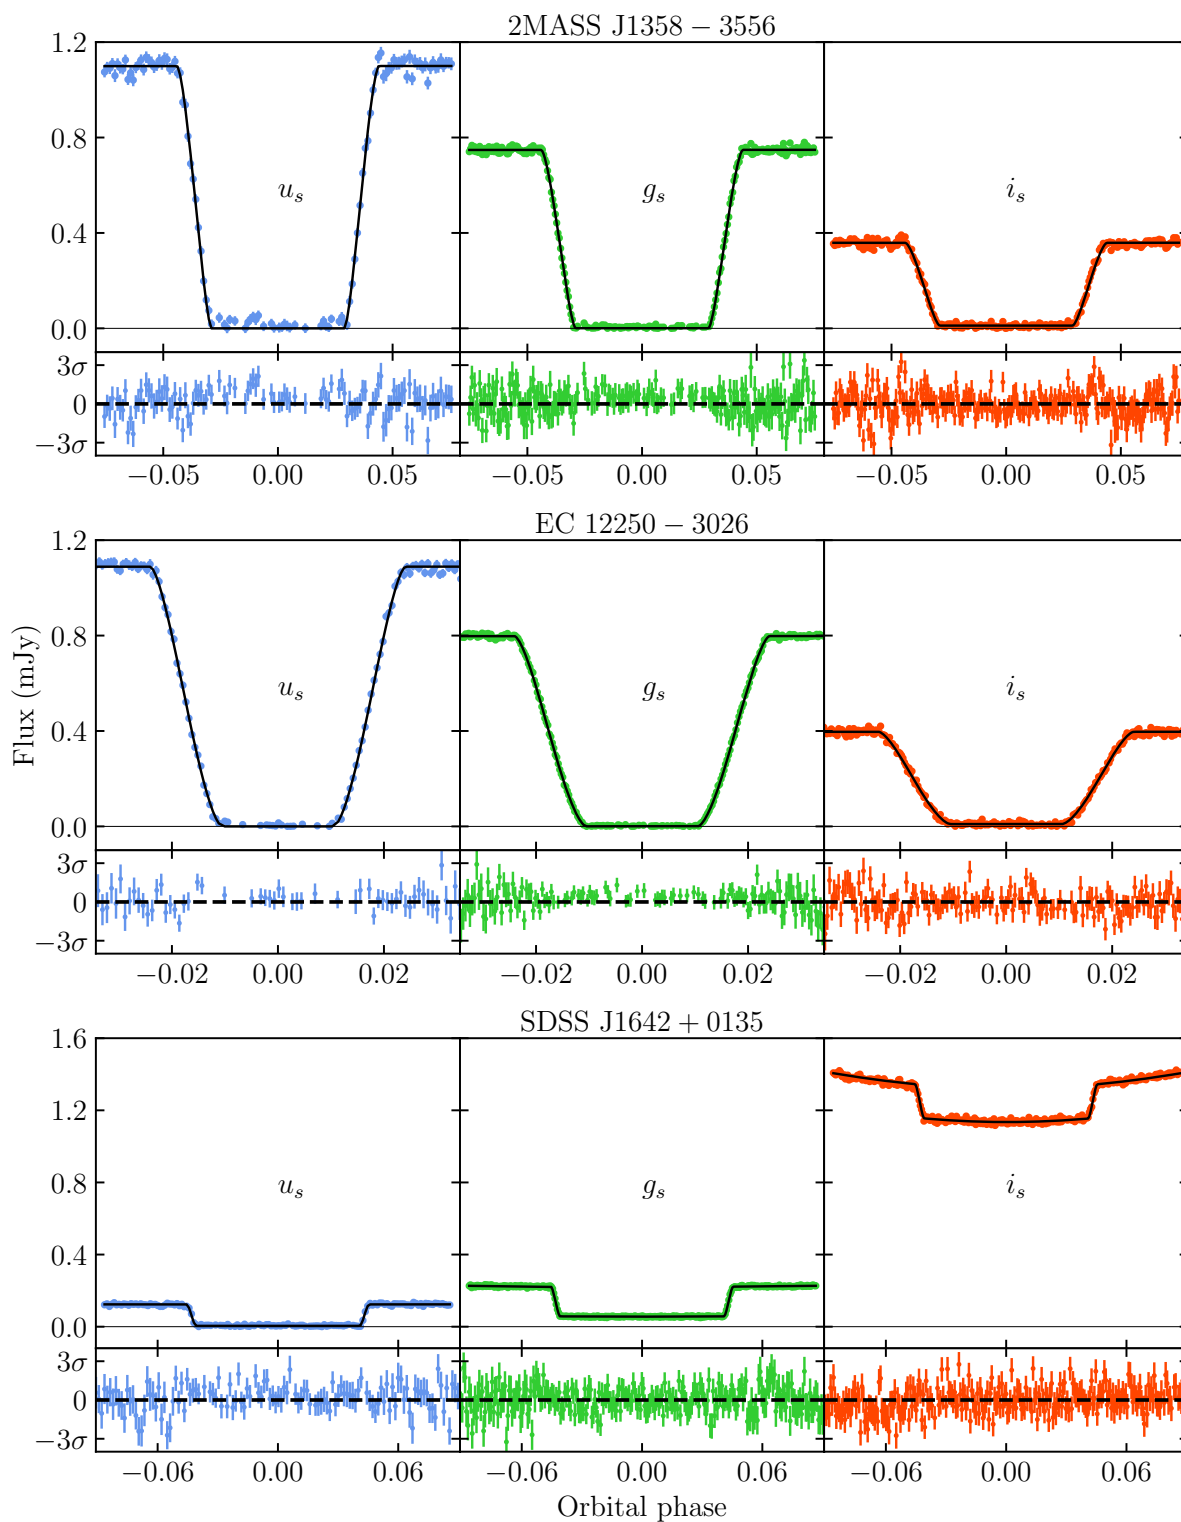 2MASS J1358 − 3556
1.2
0.8
0.4
0.0
u_s
g_s
i_s
3σ
0
−3σ
−0.05 0.00 0.05
−0.05 0.00 0.05
−0.05 0.00 0.05
EC 12250 − 3026
1.2
0.8
0.4
0.0
u_s
g_s
i_s
3σ
0
−3σ
−0.02 0.00 0.02
−0.02 0.00 0.02
−0.02 0.00 0.02
Flux (mJy)
SDSS J1642 + 0135
1.6
1.2
0.8
0.4
0.0
u_s
g_s
i_s
3σ
0
−3σ
−0.06 0.00 0.06
−0.06 0.00 0.06
−0.06 0.00 0.06
Orbital phase